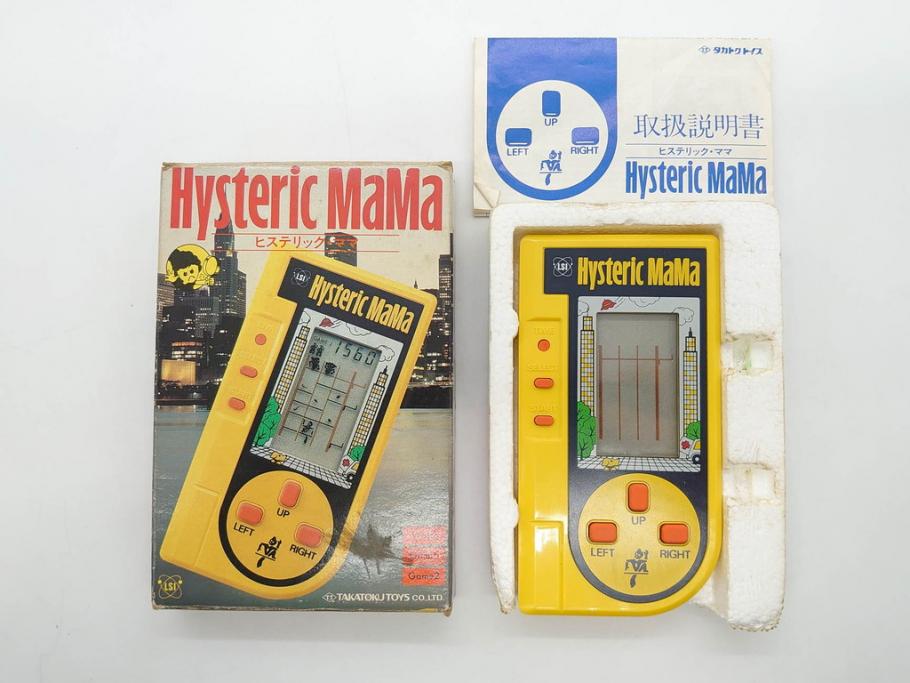 Hysteric MaMa
ヒステリック・ママ
LSI
Hysteric MaMa
GAME 1
1560
LEFT
UP
RIGHT
Game2
LSI
TAKATOKU TOYS CO.,LTD.
タカトクトイス
UP
LEFT
RIGHT
取扱説明書
ヒステリック・ママ
Hysteric MaMa
LSI
Hysteric MaMa
TIME
SELECT
START
UP
LEFT
RIGHT